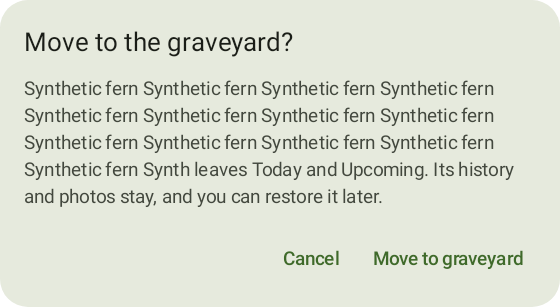 Move to the graveyard?
Synthetic fern Synthetic fern Synthetic fern Synthetic fern
Synthetic fern Synthetic fern Synthetic fern Synthetic fern
Synthetic fern Synthetic fern Synthetic fern Synthetic fern
Synthetic fern Synth leaves Today and Upcoming. Its history
and photos stay, and you can restore it later.
Cancel Move to graveyard